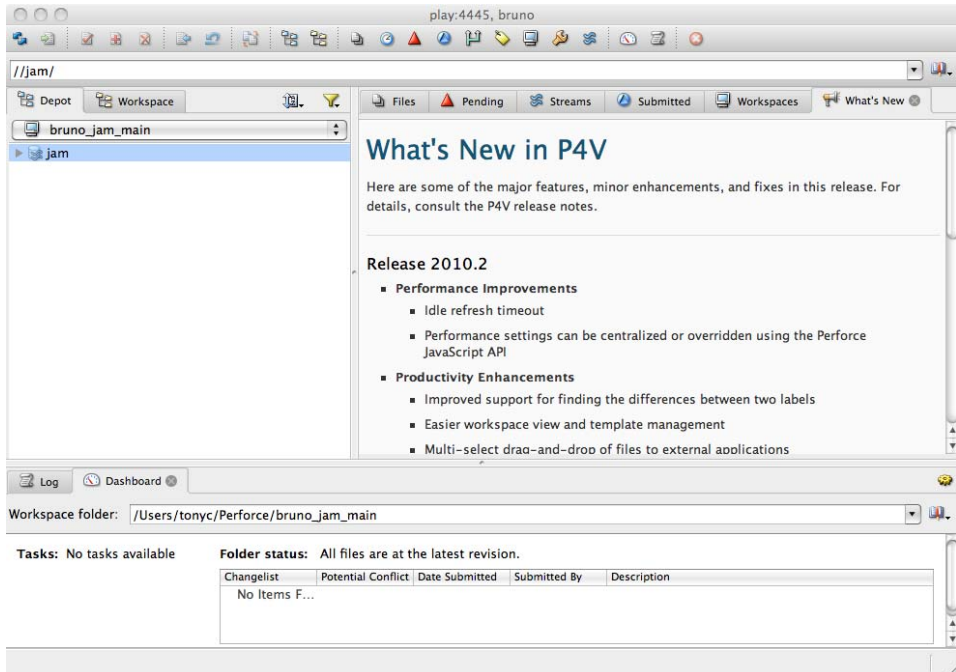 play:4445, bruno
//jam/
Depot
Workspace
Files
Pending
Streams
Submitted
Workspaces
What's New
bruno_jam_main
jam
What's New in P4V
Here are some of the major features, minor enhancements, and fixes in this release. For
details, consult the P4V release notes.
Release 2010.2
Performance Improvements
Idle refresh timeout
Performance settings can be centralized or overridden using the Perforce
JavaScript API
Productivity Enhancements
Improved support for finding the differences between two labels
Easier workspace view and template management
Multi-select drag-and-drop of files to external applications
Log
Dashboard
Workspace folder: /Users/tonyc/Perforce/bruno_jam_main
Tasks: No tasks available
Folder status: All files are at the latest revision.
Changelist Potential Conflict Date Submitted Submitted By Description
No Items F...